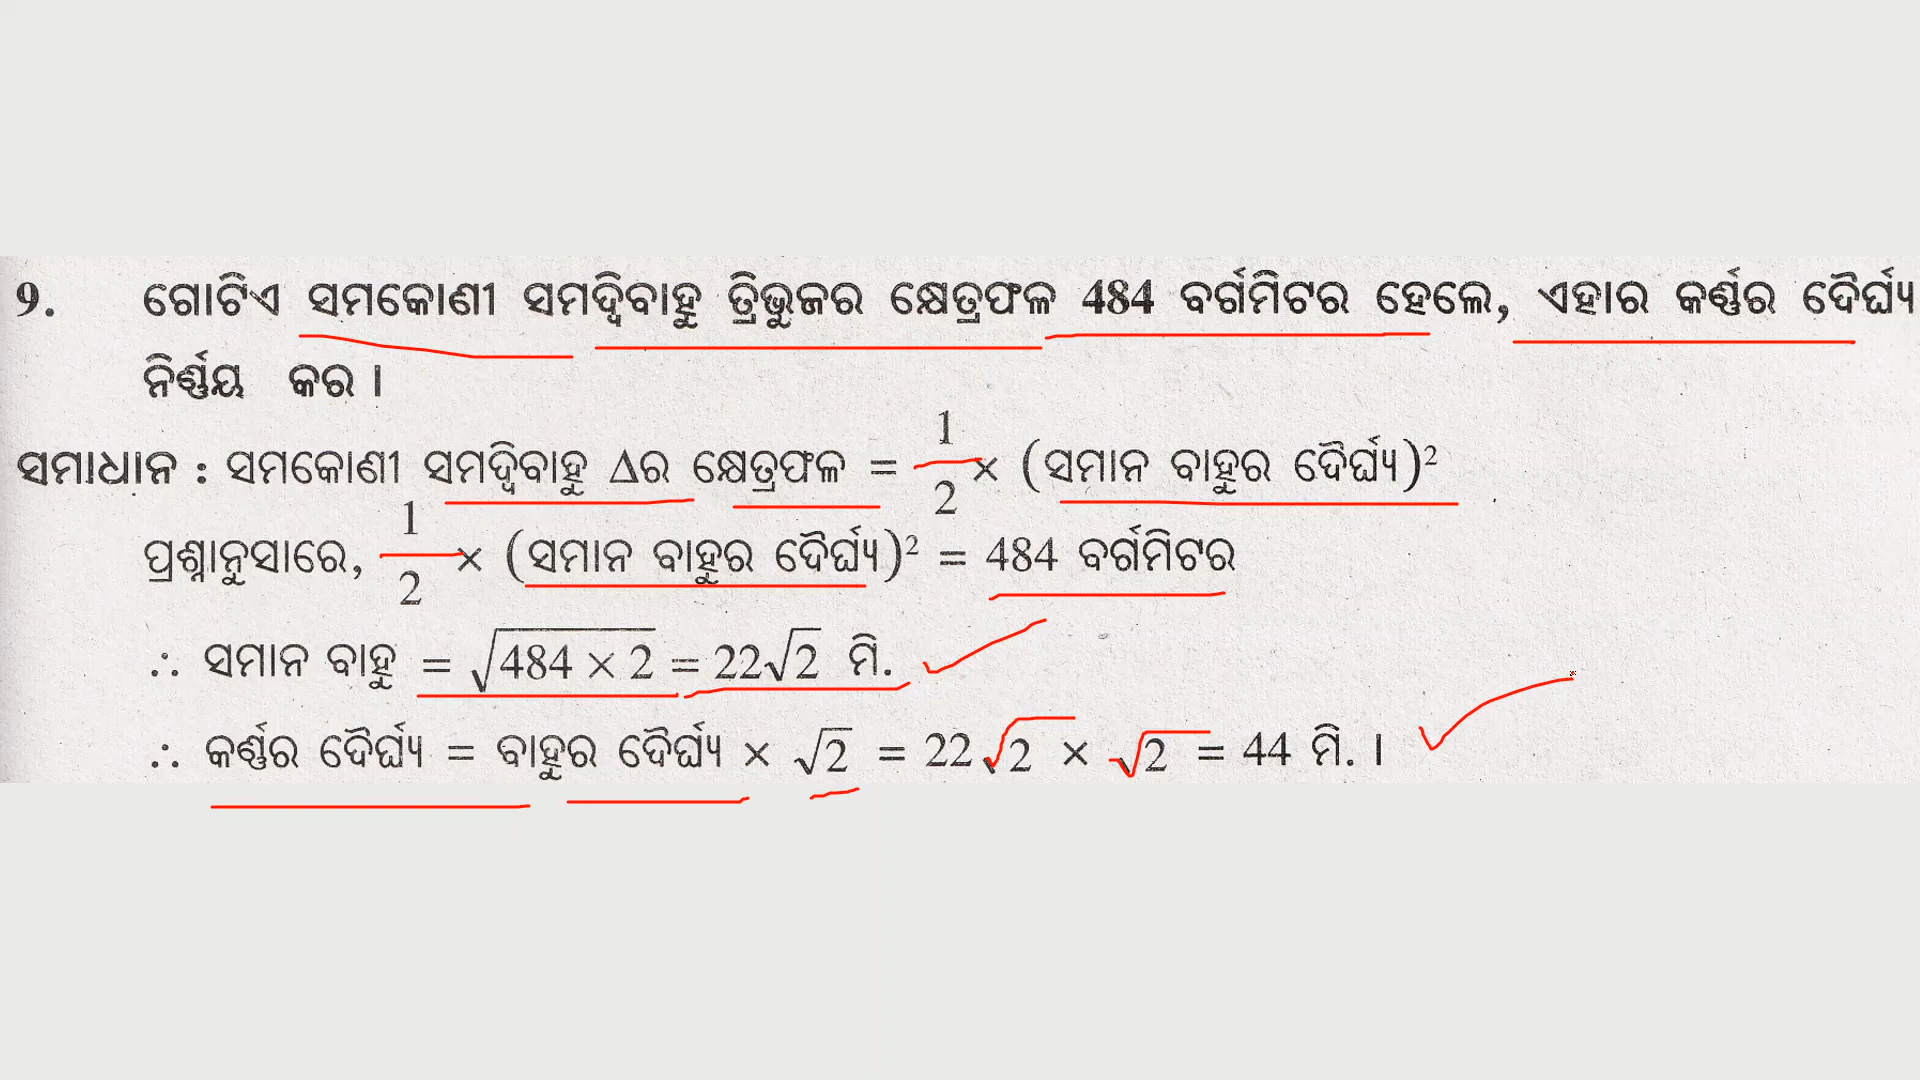 9. ଗୋଟିଏ ସମକୋଣୀ ସମଦ୍ୱିବାହୁ ତ୍ରିଭୁଜର କ୍ଷେତ୍ରଫଳ 484 ବର୍ଗମିଟର ହେଲେ, ଏହାର କର୍ଣ୍ଣର ଦୈର୍ଘ୍ୟ
ନିର୍ଣ୍ଣୟ କର ।
ସମାଧାନ : ସମକୋଣୀ ସମଦ୍ୱିବାହୁ Δର କ୍ଷେତ୍ରଫଳ = 1/2 × (ସମାନ ବାହୁର ଦୈର୍ଘ୍ୟ)²
ପ୍ରଶ୍ନାନୁସାରେ, 1/2 × (ସମାନ ବାହୁର ଦୈର୍ଘ୍ୟ)² = 484 ବର୍ଗମିଟର
∴ ସମାନ ବାହୁ = √484 × 2 = 22√2 ମି.
∴ କର୍ଣ୍ଣର ଦୈର୍ଘ୍ୟ = ବାହୁର ଦୈର୍ଘ୍ୟ × √2 = 22√2 × √2 = 44 ମି. ।